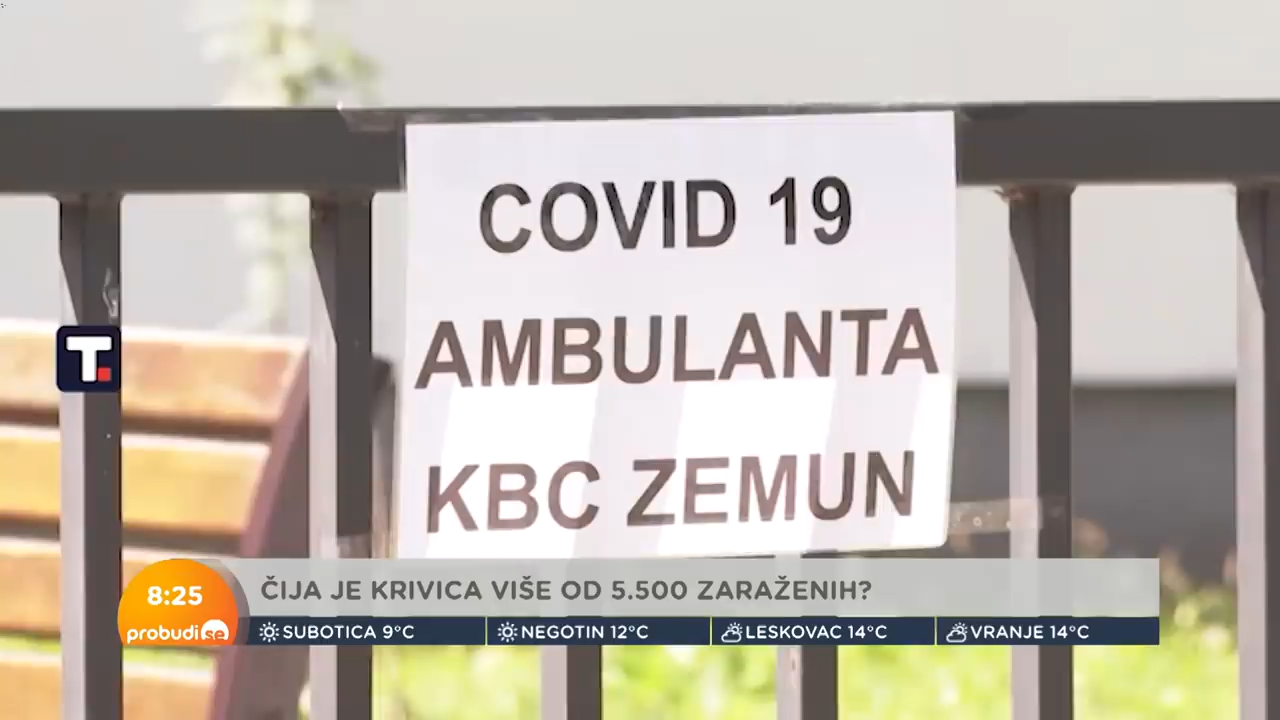 COVID 19
AMBULANTA
KBC ZEMUN
T.
8:25
probudi se
ČIJA JE KRIVICA VIŠE OD 5.500 ZARAŽENIH?
SUBOTICA 9°C NEGOTIN 12°C LESKOVAC 14°C VRANJE 14°C